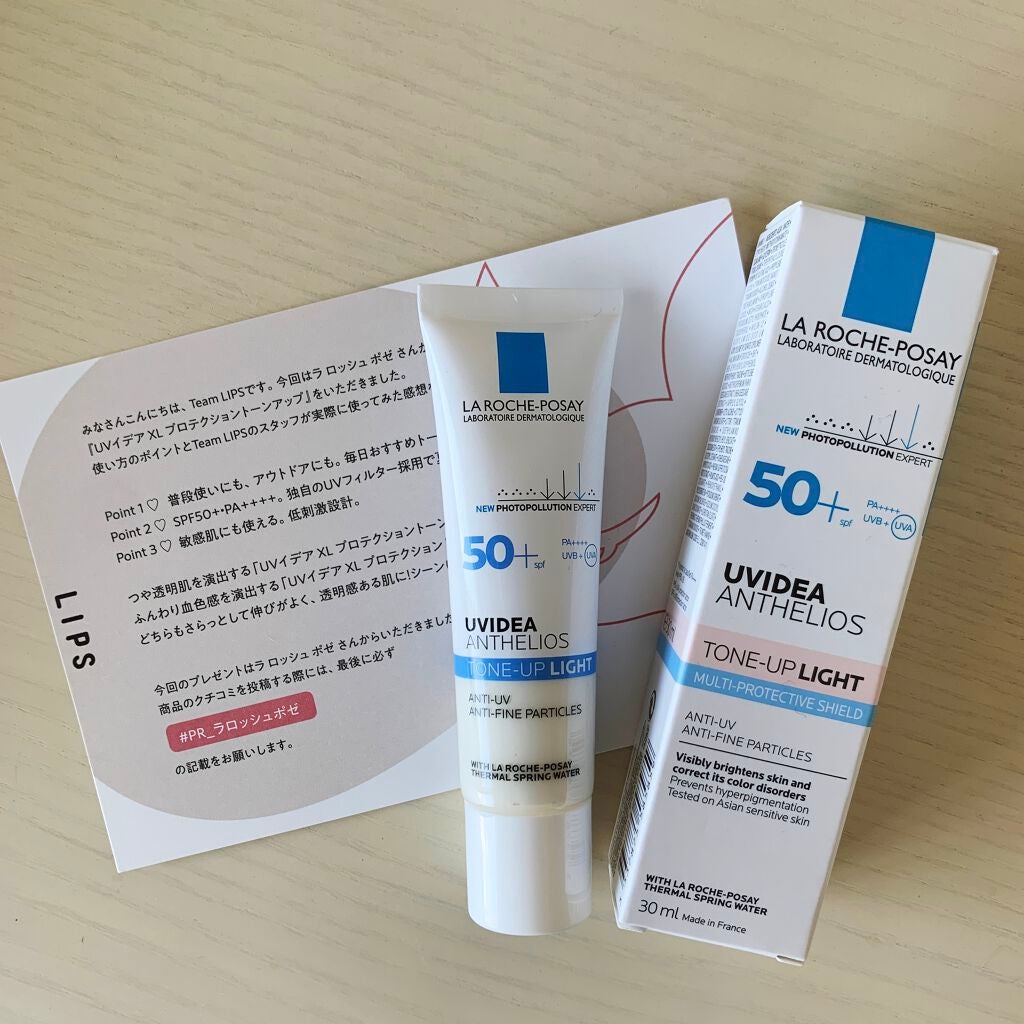 みなさんこんにちは、Team LIPSです。今回はラ ロッシュ ポゼ さんか
『UVイデア XL プロテクショントーンアップ』をいただきました。
使い方のポイントとTeam LIPSのスタッフが実際に使ってみた感想
Point 1♡ 普段使いにも、アウトドアにも。毎日おすすめトー
Point 2♡ SPF50+・PA++++。独自のUVフィルター採用で
Point 3♡ 敏感肌にも使える。低刺激設計。
つや透明肌を演出する「UVイデア XL プロテクショントーン
ふんわり血色感を演出する「UVイデア XL プロテクション
どちらもさらっとして伸びがよく、透明感ある肌に!シーン
今回のプレゼントはラ ロッシュ ポゼ さんからいただきました
商品のクチコミを投稿する際には、最後に必ず
#PR_ラロッシュポゼ
の記載をお願いします。
LIPS
LA ROCHE-POSAY
LABORATOIRE DERMATOLOGIQUE
NEW PHOTOPOLLUTION EXPERT
50+ spf
PA++++
UVB + UVA
UVIDEA
ANTHELIOS
TONE-UP LIGHT
ANTI-UV
ANTI-FINE PARTICLES
WITH LA ROCHE-POSAY
THERMAL SPRING WATER
LA ROCHE-POSAY
LABORATOIRE DERMATOLOGIQUE
NEW PHOTOPOLLUTION EXPERT
50+ spf
PA++++
UVB + UVA
UVIDEA
ANTHELIOS
TONE-UP LIGHT
MULTI-PROTECTIVE SHIELD
ANTI-UV
ANTI-FINE PARTICLES
Visibly brightens skin and
correct its color disorders
Prevents hyperpigmentation
Tested on Asian sensitive skin
WITH LA ROCHE-POSAY
THERMAL SPRING WATER
30 ml Made in France